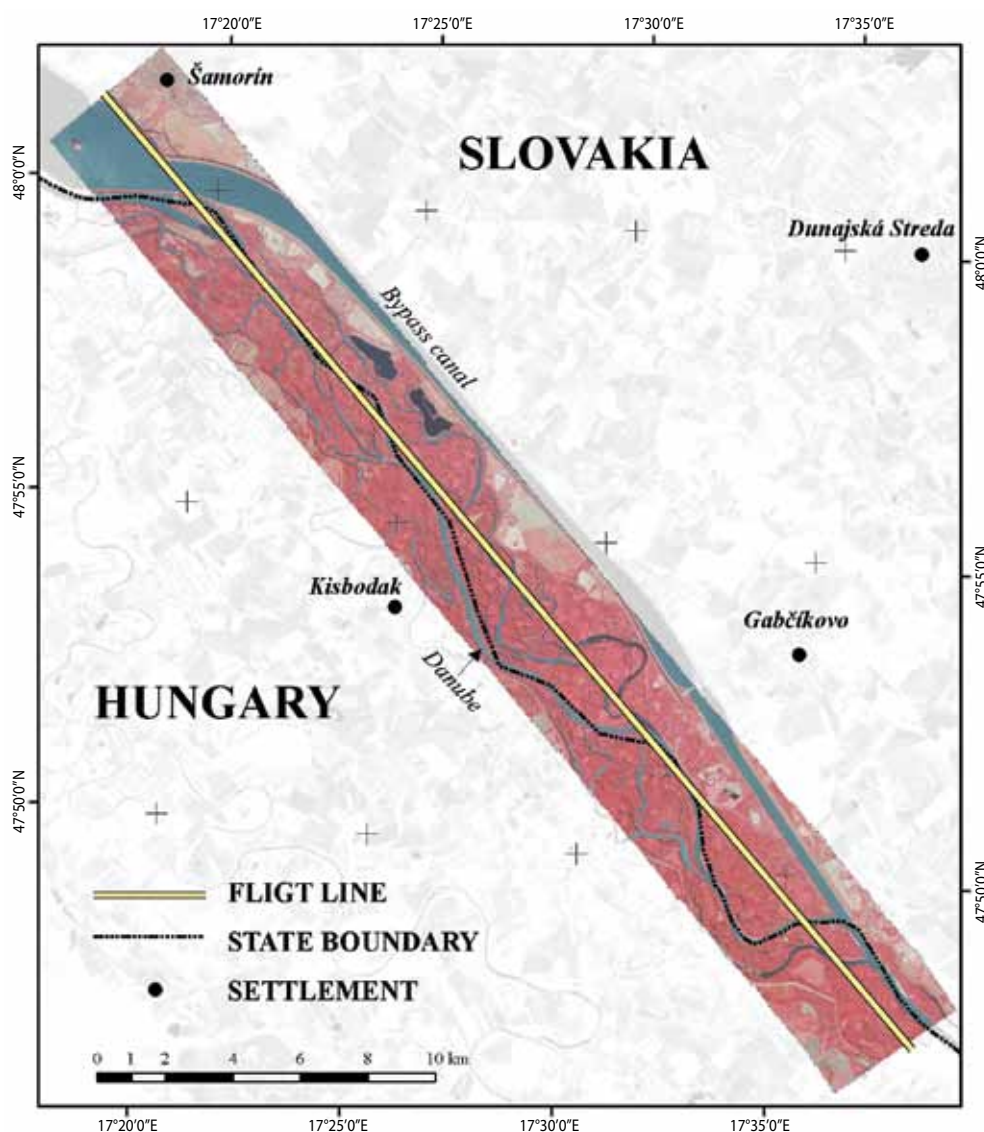 17°20'0"E
17°25'0"E
17°30'0"E
17°35'0"E
Šamorín
SLOVAKIA
48°0'0"N
Dunajská Streda
48°0'0"N
Bypass canal
47°55'0"N
Kisbodak
47°55'0"N
Gabčíkovo
Danube
HUNGARY
47°50'0"N
FLIGT LINE
47°50'0"N
STATE BOUNDARY
SETTLEMENT
0 1 2 4 6 8 10 km
17°20'0"E
17°25'0"E
17°30'0"E
17°35'0"E